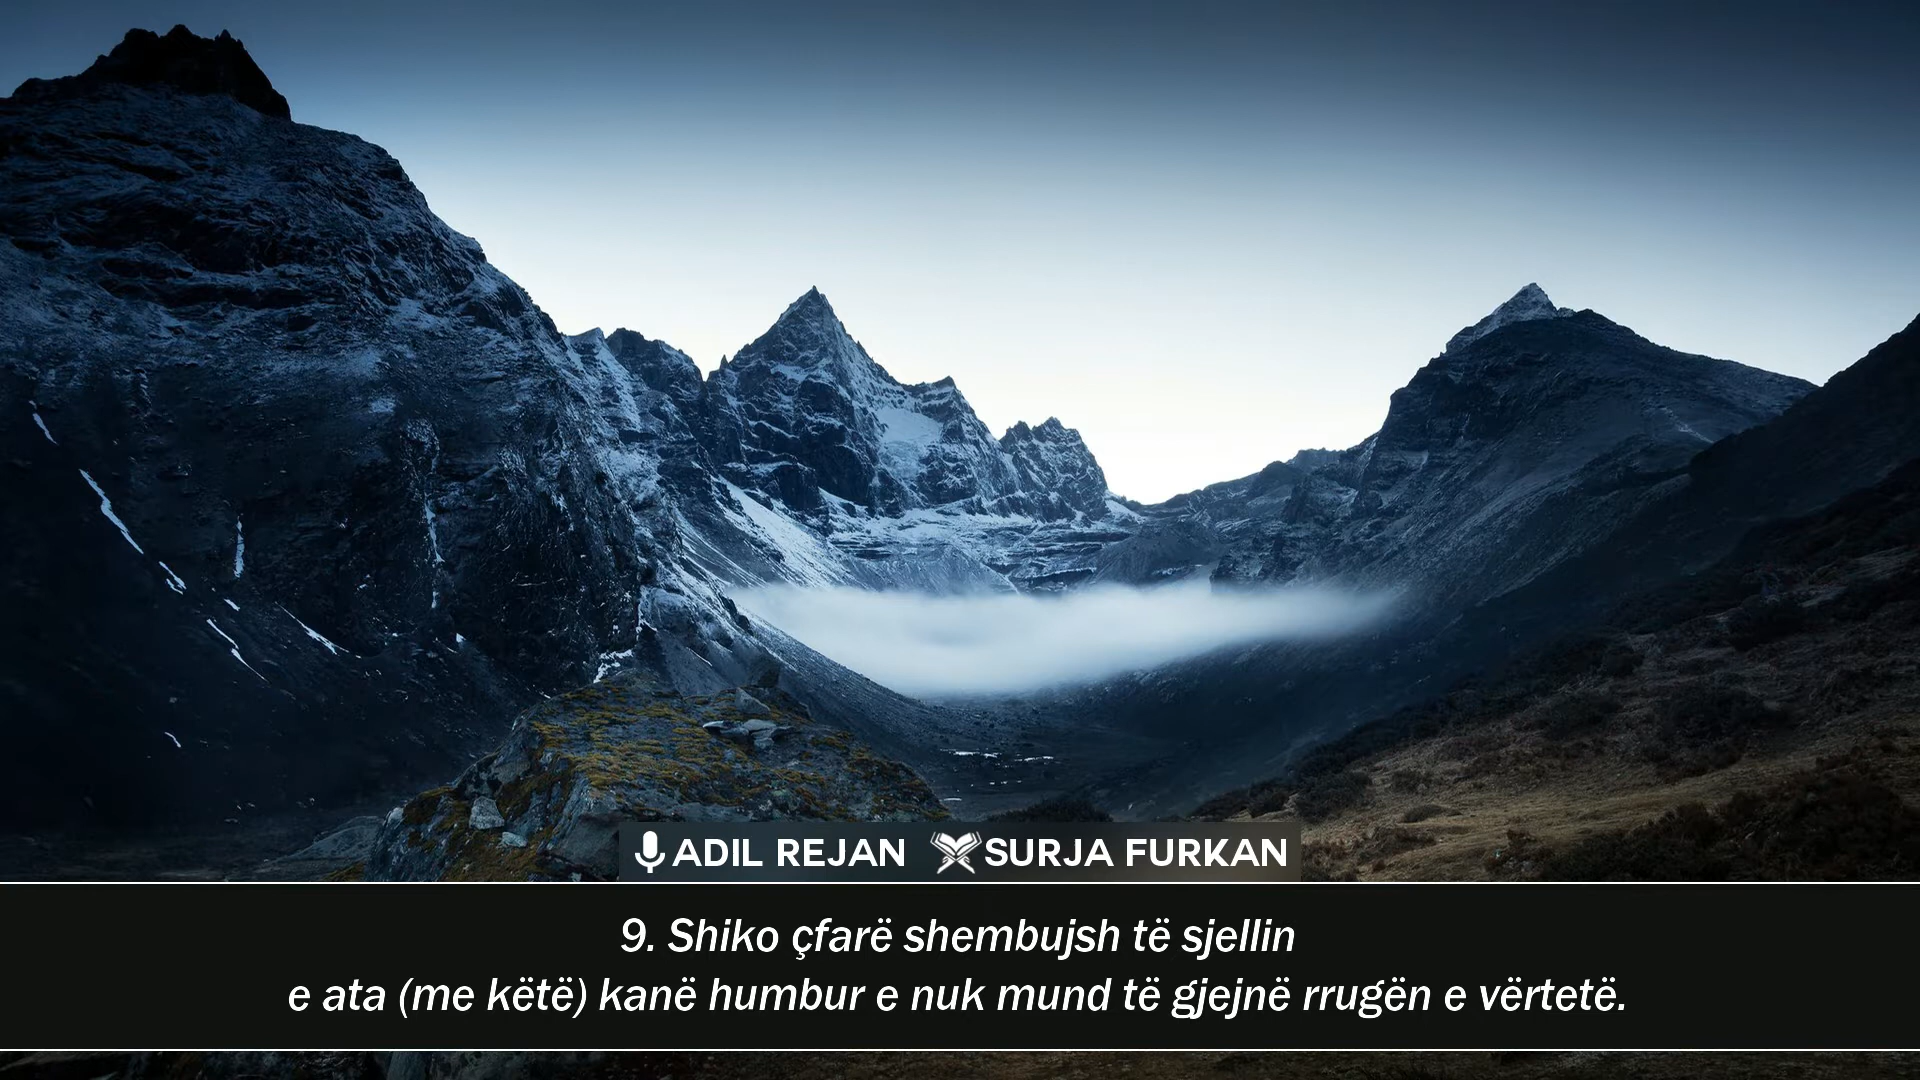 ADIL REJAN SURJA FURKAN
9. Shiko çfarë shembujsh të sjellin
e ata (me këtë) kanë humbur e nuk mund të gjejnë rrugën e vërtetë.